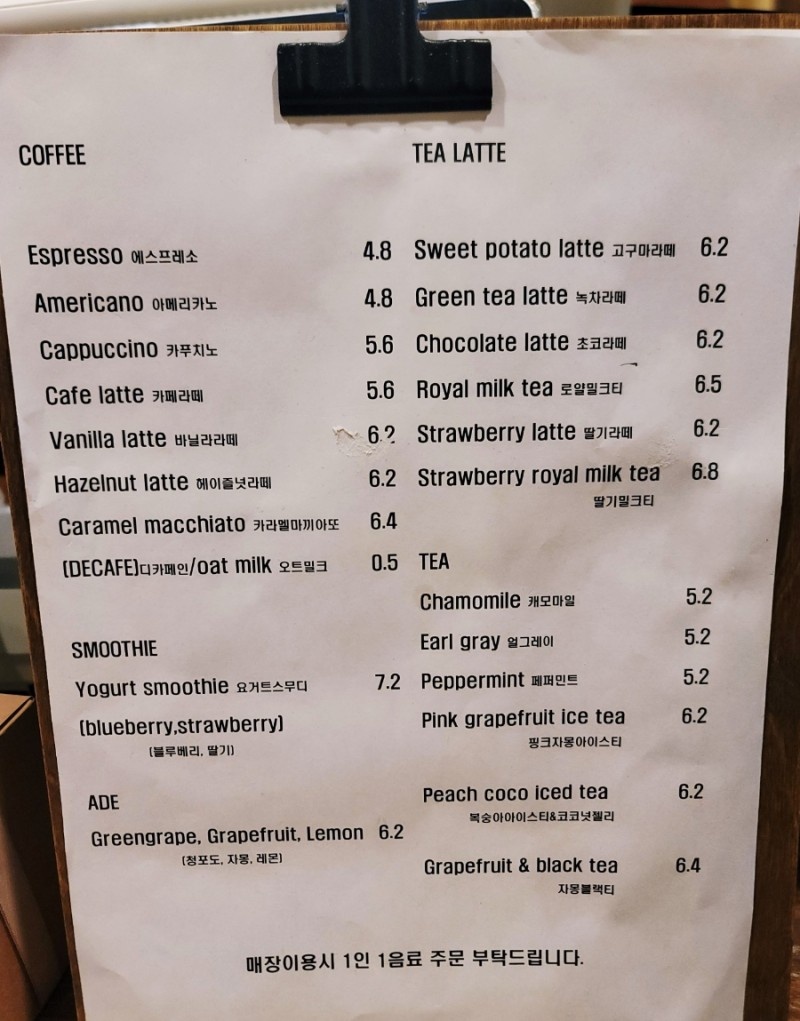 COFFEE
Espresso 에스프레소 4.8
Americano 아메리카노 4.8
Cappuccino 카푸치노 5.6
Cafe latte 카페라떼 5.6
Vanilla latte 바닐라라떼 6.2
Hazelnut latte 헤이즐넛라떼 6.2
Caramel macchiato 카라멜마끼아또 6.4
(DECAFE)디카페인/oat milk 오트밀크 0.5
SMOOTHIE
Yogurt smoothie 요거트스무디 7.2
(blueberry,strawberry)
(블루베리, 딸기)
ADE
Greengrape, Grapefruit, Lemon 6.2
(청포도, 자몽, 레몬)
TEA LATTE
Sweet potato latte 고구마라떼 6.2
Green tea latte 녹차라떼 6.2
Chocolate latte 초코라떼 6.2
Royal milk tea 로얄밀크티 6.5
Strawberry latte 딸기라떼 6.2
Strawberry royal milk tea 6.8
딸기밀크티
TEA
Chamomile 캐모마일 5.2
Earl gray 얼그레이 5.2
Peppermint 페퍼민트 5.2
Pink grapefruit ice tea 6.2
핑크자몽아이스티
Peach coco iced tea 6.2
복숭아아이스티&코코넛젤리
Grapefruit & black tea 6.4
자몽블랙티
매장이용시 1인 1음료 주문 부탁드립니다.